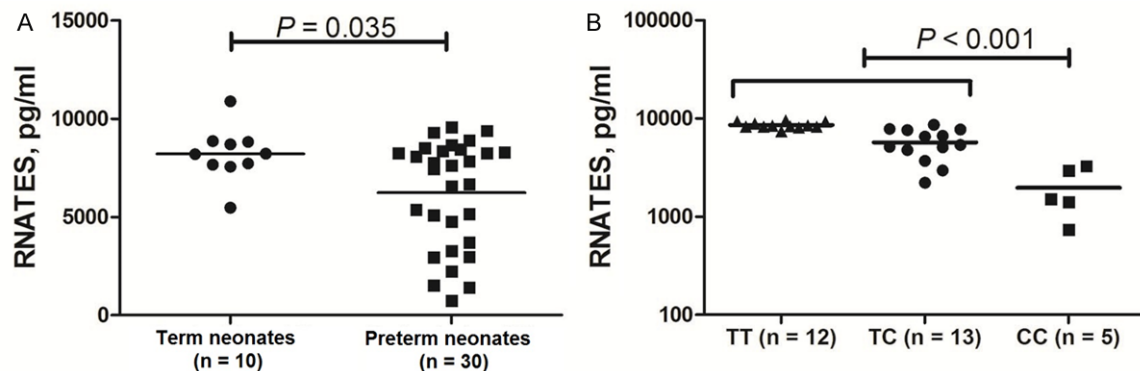 A
RNATES, pg/ml
15000
10000
5000
0
P = 0.035
Term neonates
(n = 10)
Preterm neonates
(n = 30)
B
RNATES, pg/ml
100000
10000
1000
100
P < 0.001
TT (n = 12)
TC (n = 13)
CC (n = 5)